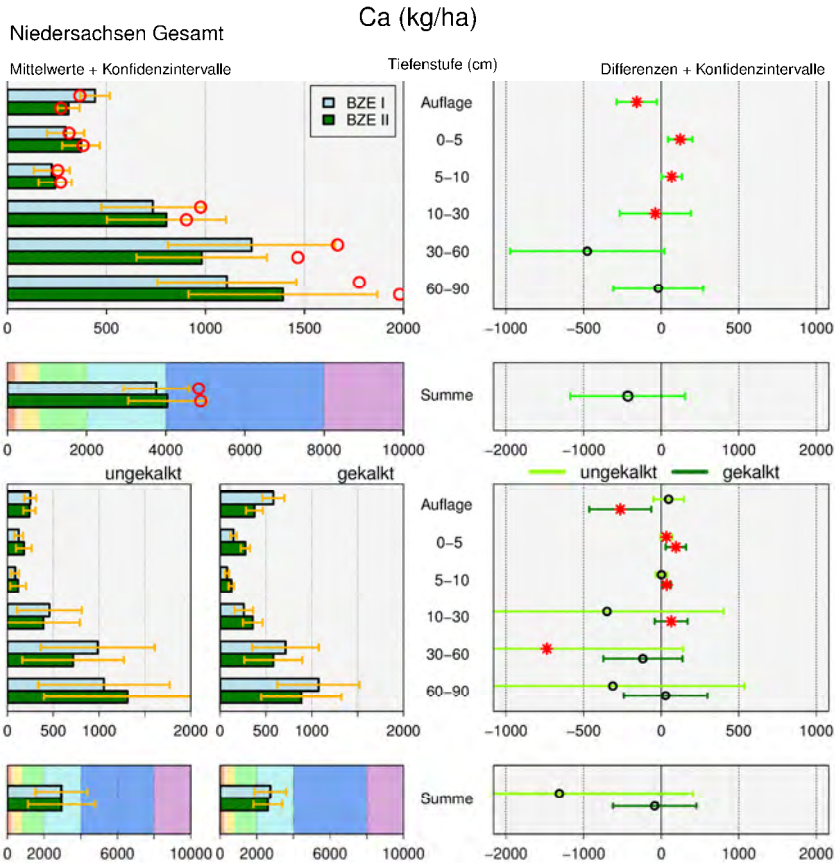 Ca (kg/ha)
Niedersachsen Gesamt
Mittelwerte + Konfidenzintervalle
Tiefenstufe (cm)
Differenzen + Konfidenzintervalle
BZE I
BZE II
Auflage
0−5
5−10
10−30
30−60
60−90
0 500 1000 1500 2000
−1000 −500 0 500 1000
Summe
0 2000 4000 6000 8000 10000
−2000 −1000 0 1000 2000
ungekalkt
gekalkt
ungekalkt gekalkt
Auflage
0−5
5−10
10−30
30−60
60−90
0 500 1000 2000
0 500 1000 2000
−1000 −500 0 500 1000
Summe
0 2000 4000 6000 10000
0 2000 4000 6000 10000
−2000 −1000 0 1000 2000